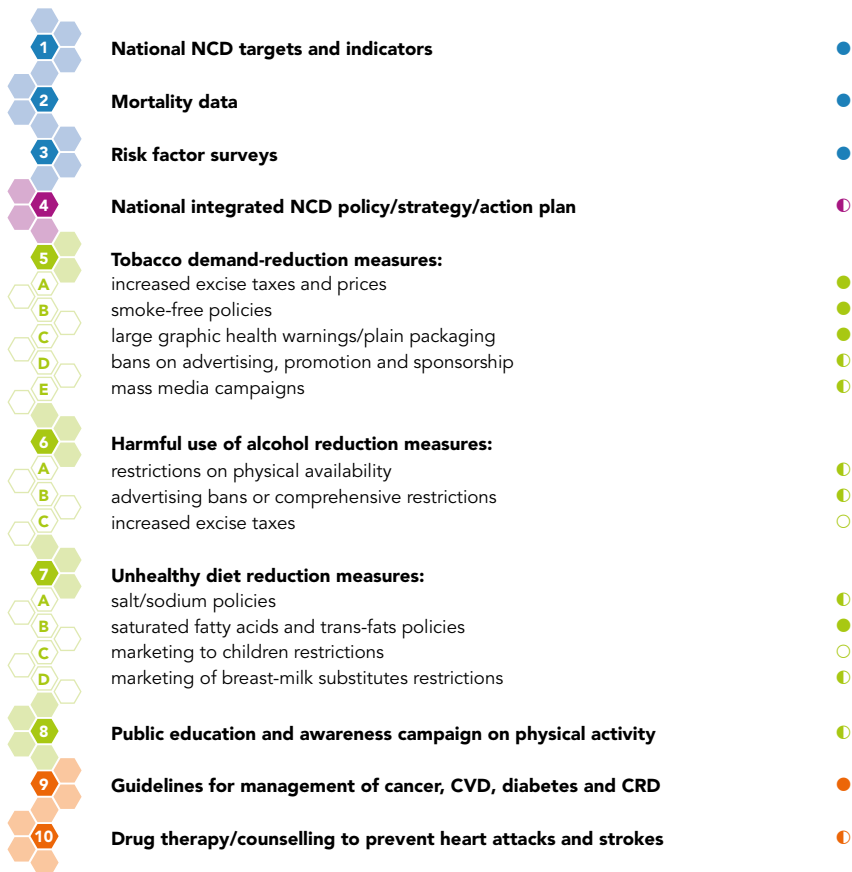 1 National NCD targets and indicators
2 Mortality data
3 Risk factor surveys
4 National integrated NCD policy/strategy/action plan
5 Tobacco demand-reduction measures:
A increased excise taxes and prices
B smoke-free policies
C large graphic health warnings/plain packaging
D bans on advertising, promotion and sponsorship
E mass media campaigns
6 Harmful use of alcohol reduction measures:
A restrictions on physical availability
B advertising bans or comprehensive restrictions
C increased excise taxes
7 Unhealthy diet reduction measures:
A salt/sodium policies
B saturated fatty acids and trans-fats policies
C marketing to children restrictions
D marketing of breast-milk substitutes restrictions
8 Public education and awareness campaign on physical activity
9 Guidelines for management of cancer, CVD, diabetes and CRD
10 Drug therapy/counselling to prevent heart attacks and strokes